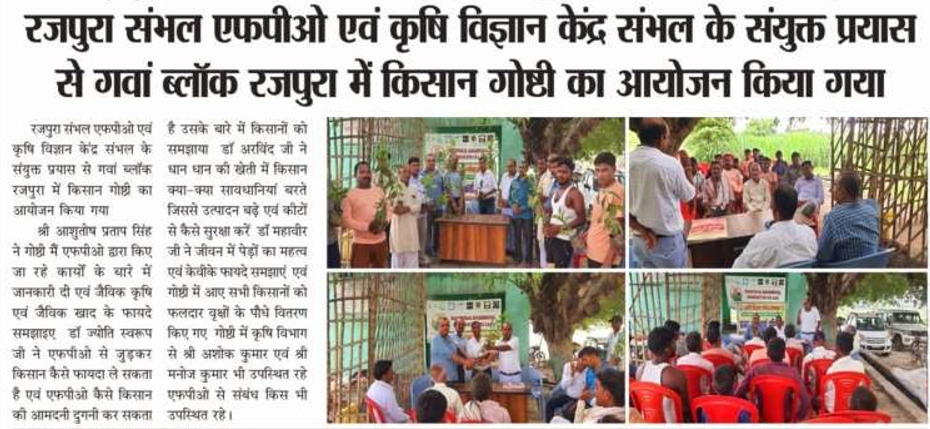 रजपुरा संभल एफपीओ एवं कृषि विज्ञान केंद्र संभल के संयुक्त प्रयास
से गवां ब्लॉक रजपुरा में किसान गोष्टी का आयोजन किया गया
रजपुरा संभल एफपीओ एवं
कृषि विज्ञान केंद्र संभल के
संयुक्त प्रयास से गवां ब्लॉक
रजपुरा में किसान गोष्टी का
आयोजन किया गया
श्री आशुतोष प्रताप सिंह
ने गोष्टी मैं एफपीओ द्वारा किए
जा रहे कार्यों के बारे में
जानकारी दी एवं जैविक कृषि
एवं जैविक खाद के फायदे
समझाइए डॉ ज्योति स्वरूप
जी ने एफपीओ से जुड़कर
किसान कैसे फायदा ले सकता
है एवं एफपीओ कैसे किसान
की आमदनी दुगनी कर सकता
है उसके बारे में किसानों को
समझाया डॉ अरविंद जी ने
धान धान की खेती में किसान
क्या-क्या सावधानियां बरते
जिससे उत्पादन बढ़े एवं कीटों
से कैसे सुरक्षा करें डॉ महावीर
जी ने जीवन में पेड़ों का महत्व
एवं केवीके फायदे समझाएं एवं
गोष्टी में आए सभी किसानों को
फलदार वृक्षों के पौधे वितरण
किए गए गोष्टी में कृषि विभाग
से श्री अशोक कुमार एवं श्री
मनोज कुमार भी उपस्थित रहे
एफपीओ से संबंध किस भी
उपस्थित रहे।